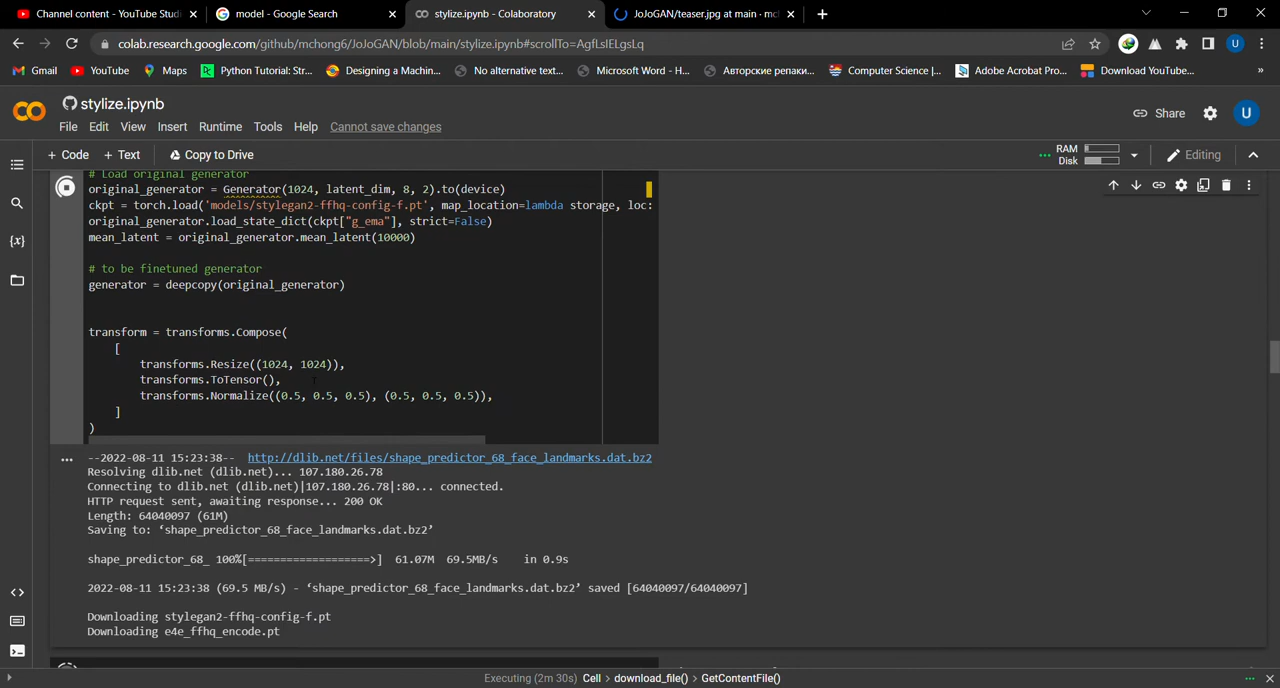 Channel content - YouTube Studi
model - Google Search
stylize.ipynb - Colaboratory
JoJoGAN/teaser.jpg at main · mch
colab.research.google.com/github/mchong6/JoJoGAN/blob/main/stylize.ipynb#scrollTo=AgfLsIELgsLq
Gmail
YouTube
Maps
Python Tutorial: Str...
Designing a Machin...
No alternative text...
Microsoft Word - H...
Авторские репаки...
Computer Science |...
Adobe Acrobat Pro...
Download YouTube...
»
stylize.ipynb
File Edit View Insert Runtime Tools Help Cannot save changes
Share
U
+ Code + Text Copy to Drive
RAM
Disk
Editing
# Load original generator
original_generator = Generator(1024, latent_dim, 8, 2).to(device)
ckpt = torch.load('models/stylegan2-ffhq-config-f.pt', map_location=lambda storage, loc:
original_generator.load_state_dict(ckpt["g_ema"], strict=False)
mean_latent = original_generator.mean_latent(10000)
# to be finetuned generator
generator = deepcopy(original_generator)
transform = transforms.Compose(
[
transforms.Resize((1024, 1024)),
transforms.ToTensor(),
transforms.Normalize((0.5, 0.5, 0.5), (0.5, 0.5, 0.5)),
]
)
--2022-08-11 15:23:38-- http://dlib.net/files/shape_predictor_68_face_landmarks.dat.bz2
Resolving dlib.net (dlib.net)... 107.180.26.78
Connecting to dlib.net (dlib.net)|107.180.26.78|:80... connected.
HTTP request sent, awaiting response... 200 OK
Length: 64040097 (61M)
Saving to: ‘shape_predictor_68_face_landmarks.dat.bz2’
shape_predictor_68_ 100%[===================>] 61.07M 69.5MB/s in 0.9s
2022-08-11 15:23:38 (69.5 MB/s) - ‘shape_predictor_68_face_landmarks.dat.bz2’ saved [64040097/64040097]
Downloading stylegan2-ffhq-config-f.pt
Downloading e4e_ffhq_encode.pt
Executing (2m 30s) Cell > download_file() > GetContentFile()